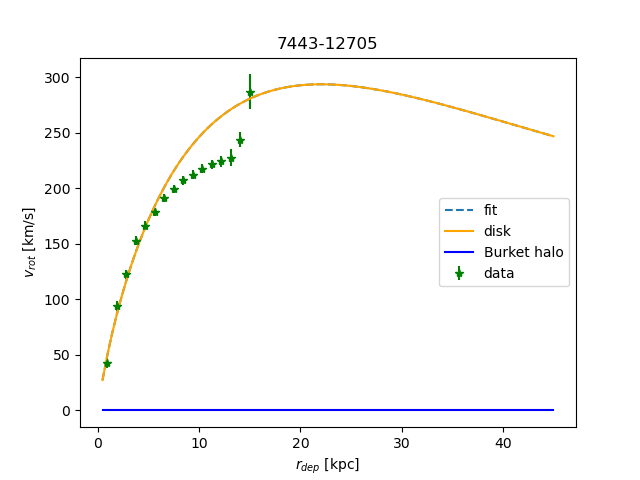 7443-12705
300
250
200
150
100
50
0
v_rot [km/s]
fit
disk
Burket halo
data
0 10 20 30 40
r_dep [kpc]